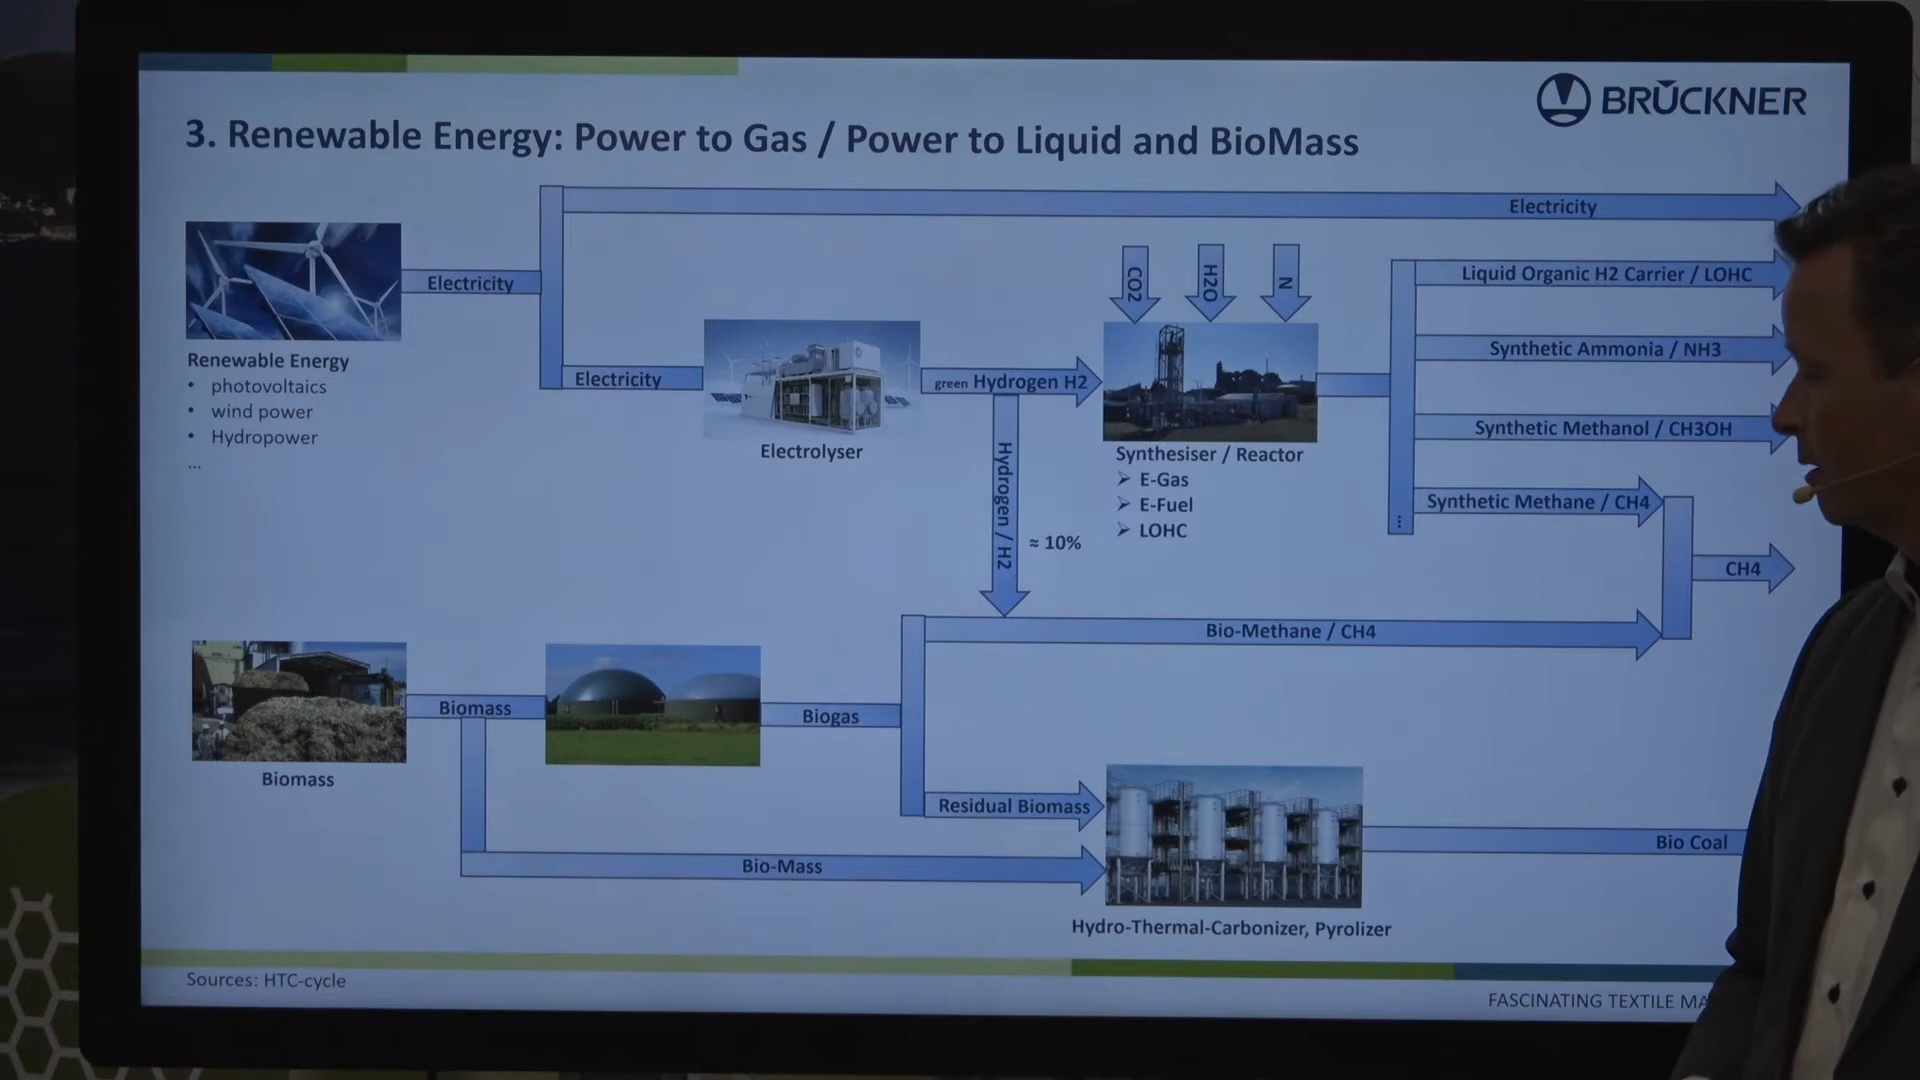 BRÜCKNER
3. Renewable Energy: Power to Gas / Power to Liquid and BioMass
Electricity
Electricity
Electricity
CO2
H2O
N
Liquid Organic H2 Carrier / LOHC
Synthetic Ammonia / NH3
Synthetic Methanol / CH3OH
Synthetic Methane / CH4
...
CH4
Renewable Energy
• photovoltaics
• wind power
• Hydropower
...
Electrolyser
green Hydrogen H2
Hydrogen / H2
≈ 10%
Synthesiser / Reactor
➢ E-Gas
➢ E-Fuel
➢ LOHC
Bio-Methane / CH4
Biomass
Biomass
Biogas
Residual Biomass
Bio-Mass
Bio Coal
Hydro-Thermal-Carbonizer, Pyrolizer
Sources: HTC-cycle
FASCINATING TEXTILE